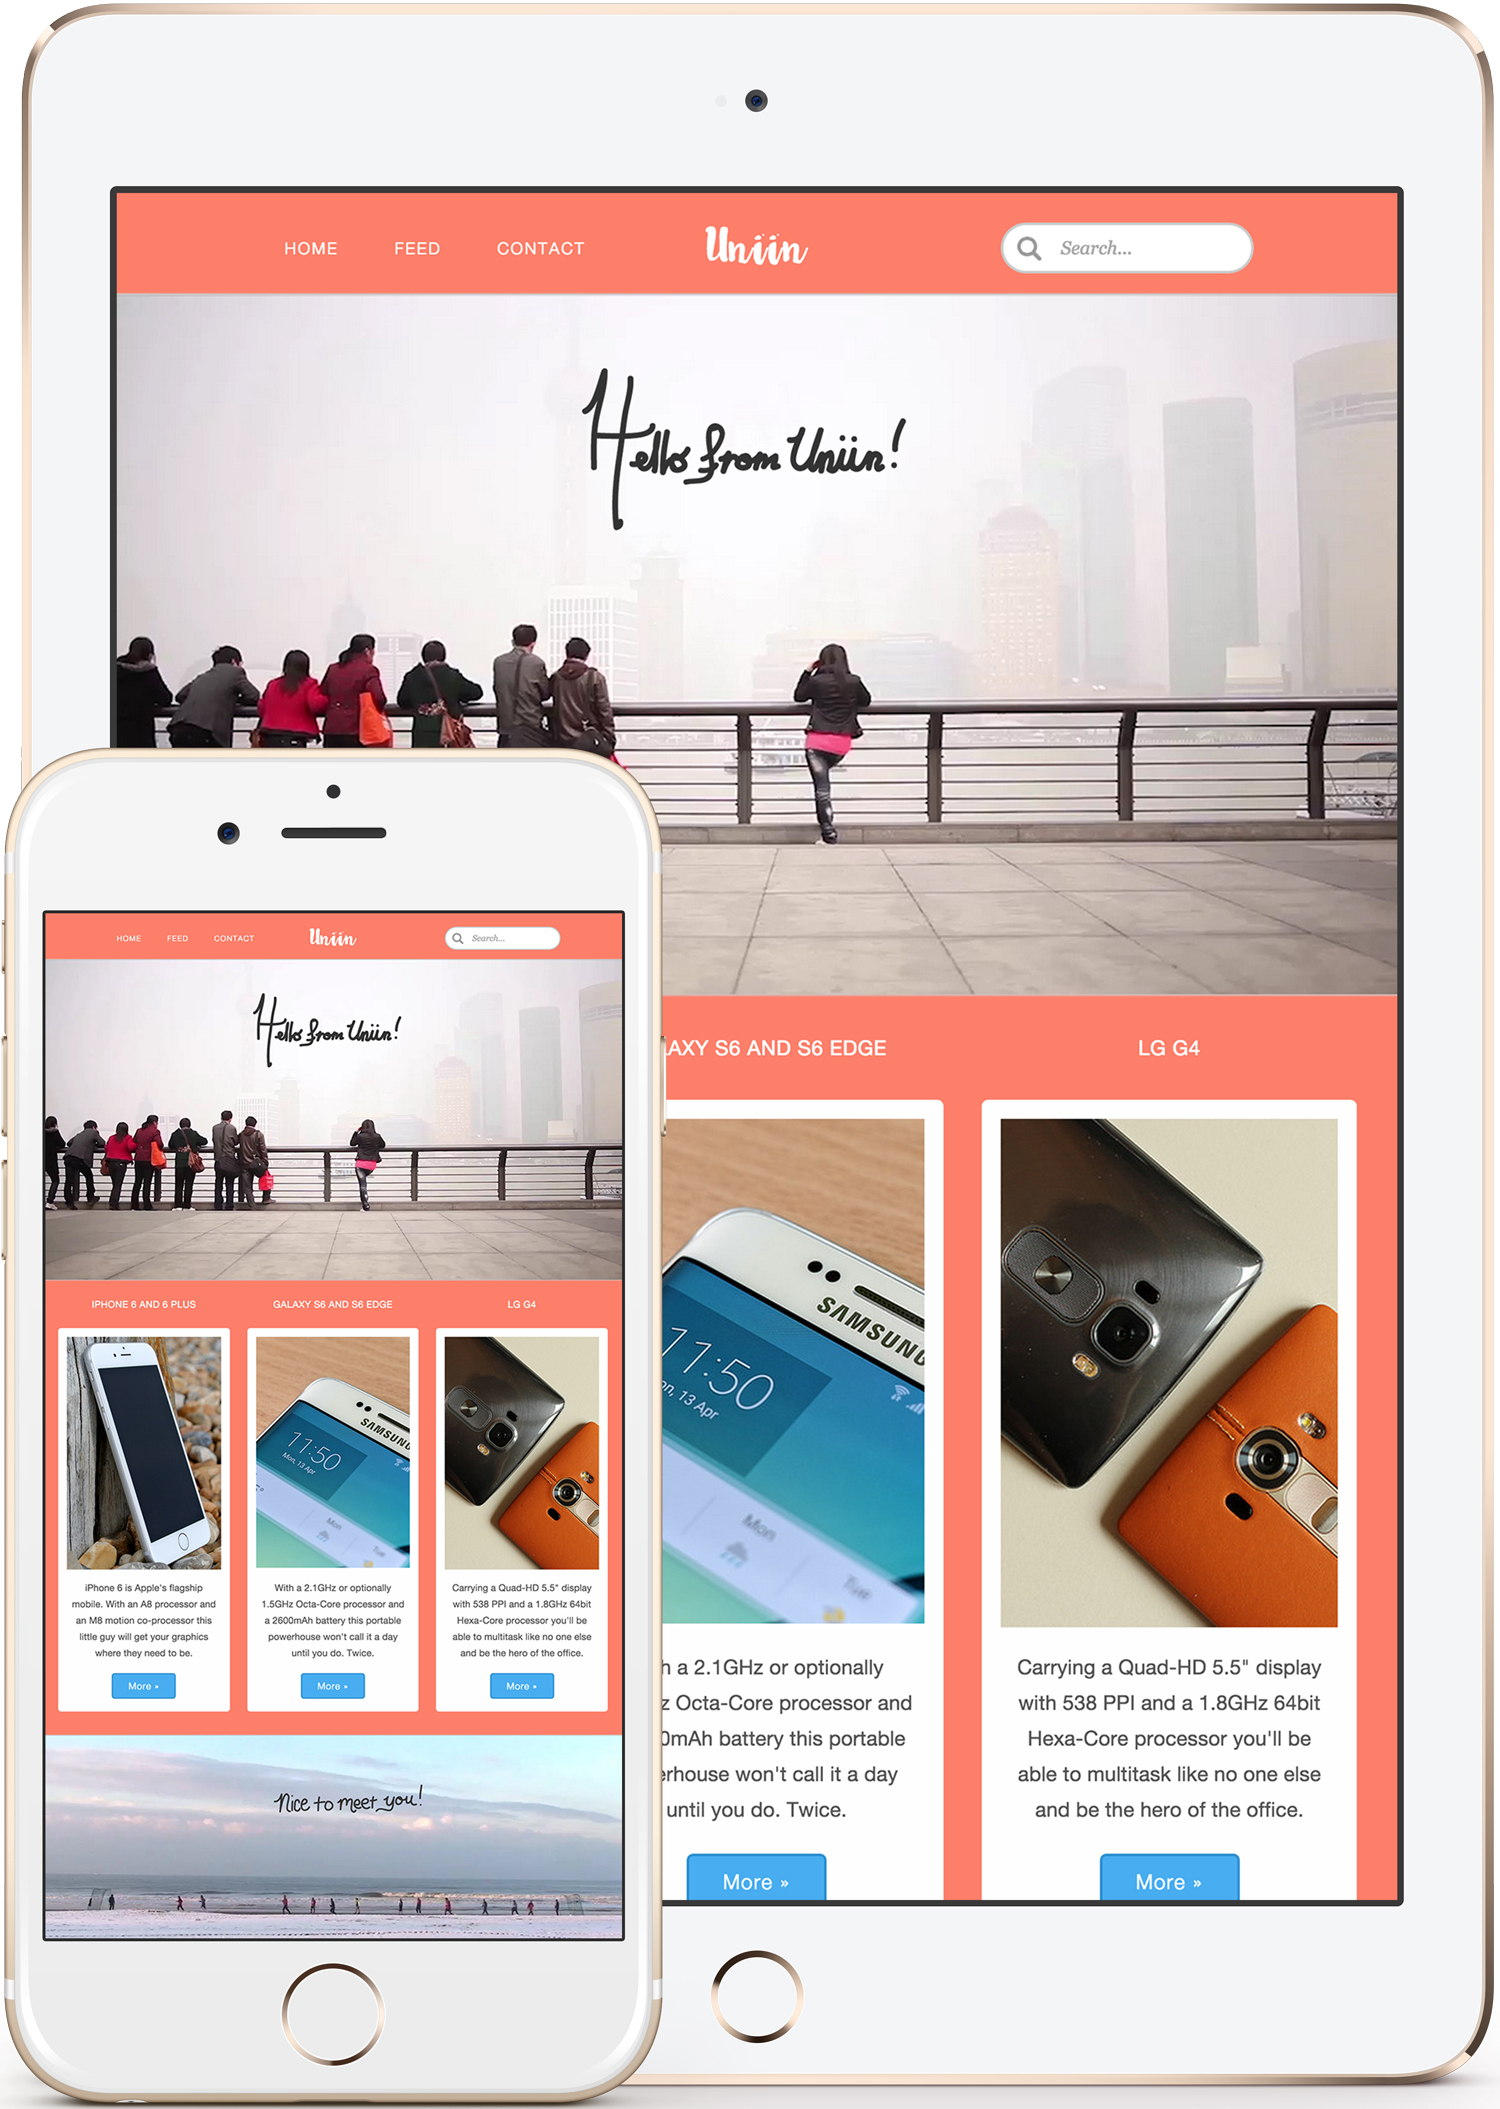 HOME FEED CONTACT Uniin Search...
Hello from Uniin!
AXY S6 AND S6 EDGE
LG G4
SAMSUNG
11:50
n, 13 Apr
Mon
Tue
h a 2.1GHz or optionally
z Octa-Core processor and
0mAh battery this portable
erhouse won't call it a day
until you do. Twice.
More »
Carrying a Quad-HD 5.5" display
with 538 PPI and a 1.8GHz 64bit
Hexa-Core processor you'll be
able to multitask like no one else
and be the hero of the office.
More »
HOME FEED CONTACT Uniin Search...
Hello from Uniin!
IPHONE 6 AND 6 PLUS
GALAXY S6 AND S6 EDGE
LG G4
iPhone 6 is Apple's flagship
mobile. With an A8 processor and
an M8 motion co-processor this
little guy will get your graphics
where they need to be.
More »
SAMSUNG
11:50
Mon, 13 Apr
Mon
Tue
With a 2.1GHz or optionally
1.5GHz Octa-Core processor and
a 2600mAh battery this portable
powerhouse won't call it a day
until you do. Twice.
More »
Carrying a Quad-HD 5.5" display
with 538 PPI and a 1.8GHz 64bit
Hexa-Core processor you'll be
able to multitask like no one else
and be the hero of the office.
More »
Nice to meet you!